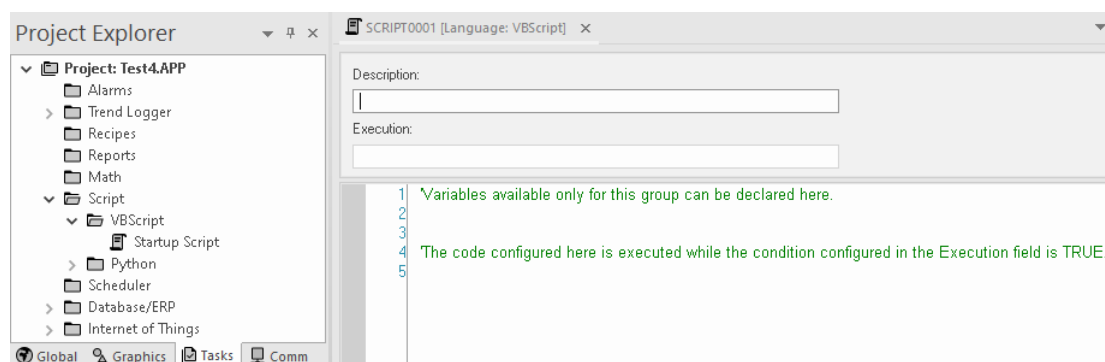 Project Explorer
Project: Test4.APP
Alarms
Trend Logger
Recipes
Reports
Math
Script
VBScript
Startup Script
Python
Scheduler
Database/ERP
Internet of Things
Global Graphics Tasks Comm
SCRIPT0001 [Language: VBScript]
Description:
Execution:
1 'Variables available only for this group can be declared here.
2
3
4 'The code configured here is executed while the condition configured in the Execution field is TRUE
5